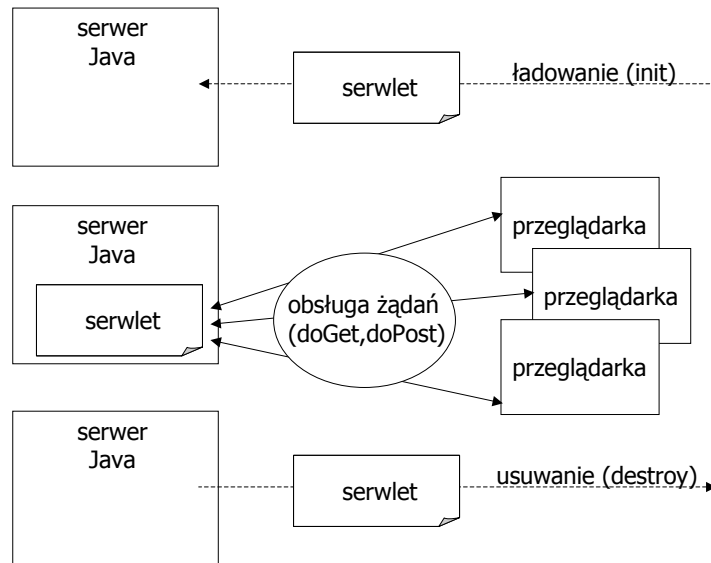 serwer
Java
serwlet
ładowanie (init)
serwer
Java
serwlet
obsługa żądań
(doGet,doPost)
przeglądarka
przeglądarka
przeglądarka
serwer
Java
serwlet
usuwanie (destroy)